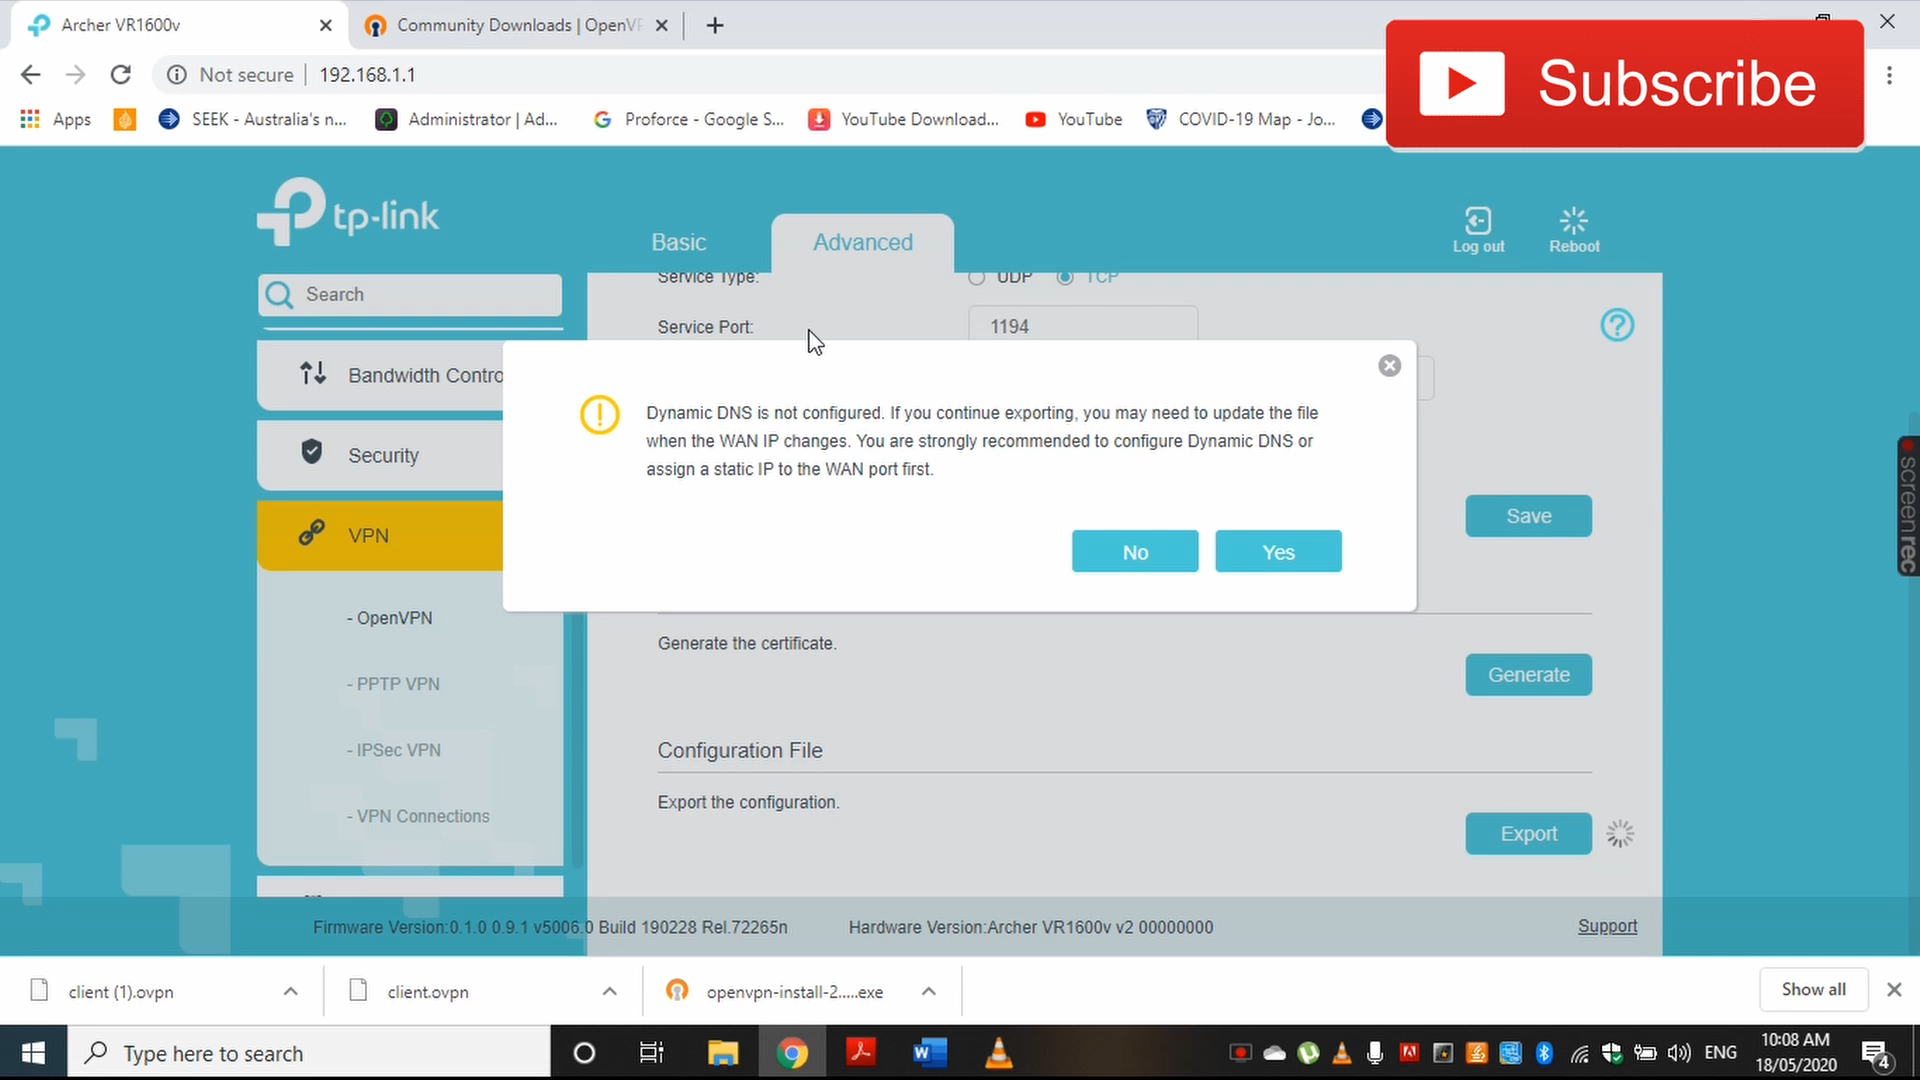 Archer VR1600v
Community Downloads | OpenV
Not secure
192.168.1.1
Subscribe
Apps
SEEK - Australia's n...
Administrator | Ad...
Proforce - Google S...
YouTube Download...
YouTube
COVID-19 Map - Jo...
tp-link
Basic
Advanced
Log out
Reboot
Search
Service Type:
UDP
TCP
Service Port:
1194
Bandwidth Contro
Security
VPN
- OpenVPN
- PPTP VPN
- IPSec VPN
- VPN Connections
Dynamic DNS is not configured. If you continue exporting, you may need to update the file
when the WAN IP changes. You are strongly recommended to configure Dynamic DNS or
assign a static IP to the WAN port first.
No
Yes
Save
Generate the certificate.
Generate
Configuration File
Export the configuration.
Export
screenrec
Firmware Version:0.1.0 0.9.1 v5006.0 Build 190228 Rel.72265n
Hardware Version:Archer VR1600v v2 00000000
Support
client (1).ovpn
client.ovpn
openvpn-install-2.....exe
Show all
Type here to search
ENG
10:08 AM
18/05/2020
4